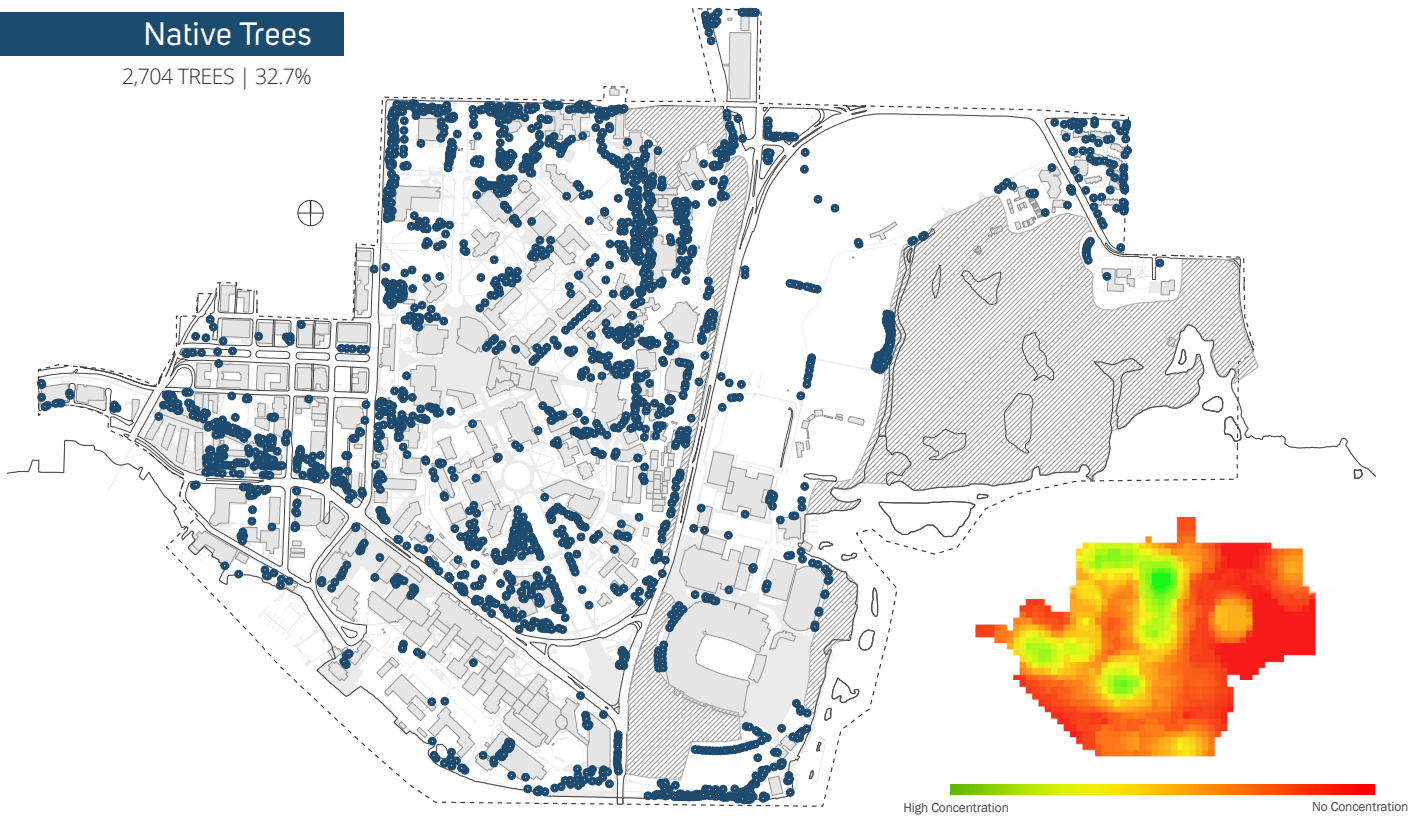 Native Trees
2,704 TREES | 32.7%
High Concentration
No Concentration